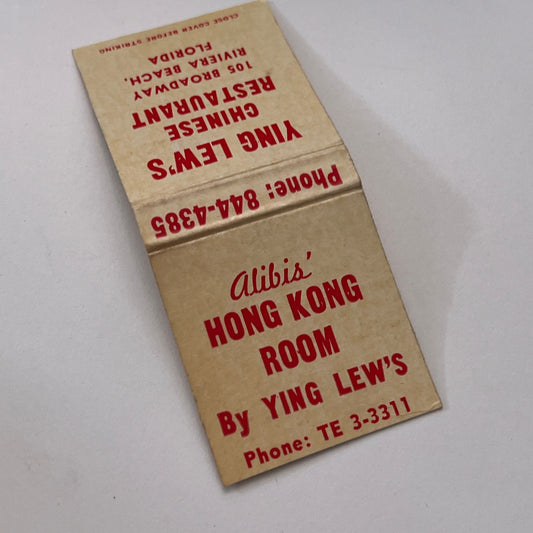 CLOSE COVER BEFORE STRIKING
YING LEW'S
CHINESE
RESTAURANT
105 BROADWAY
RIVIERA BEACH,
FLORIDA
Phone: 844-4385
Alibis'
HONG KONG
ROOM
By YING LEW'S
Phone: TE 3-3311